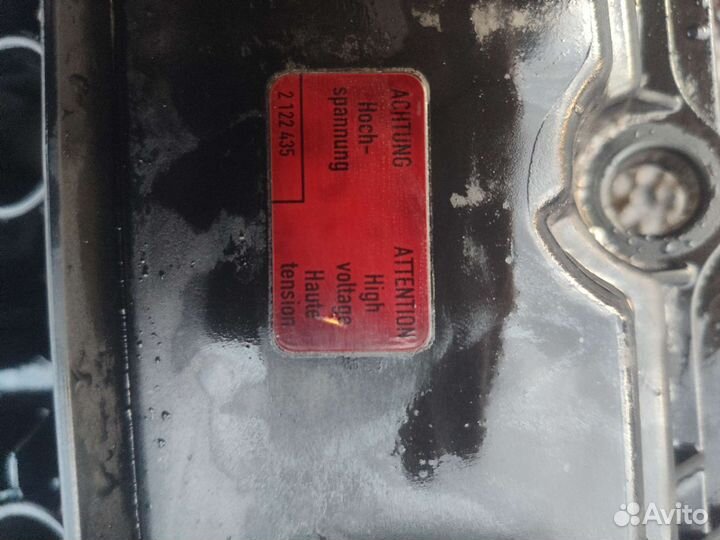 ACHTUNG
Hoch-
spannung
2 122 435
ATTENTION
High
voltage
Haute
tension
Avito